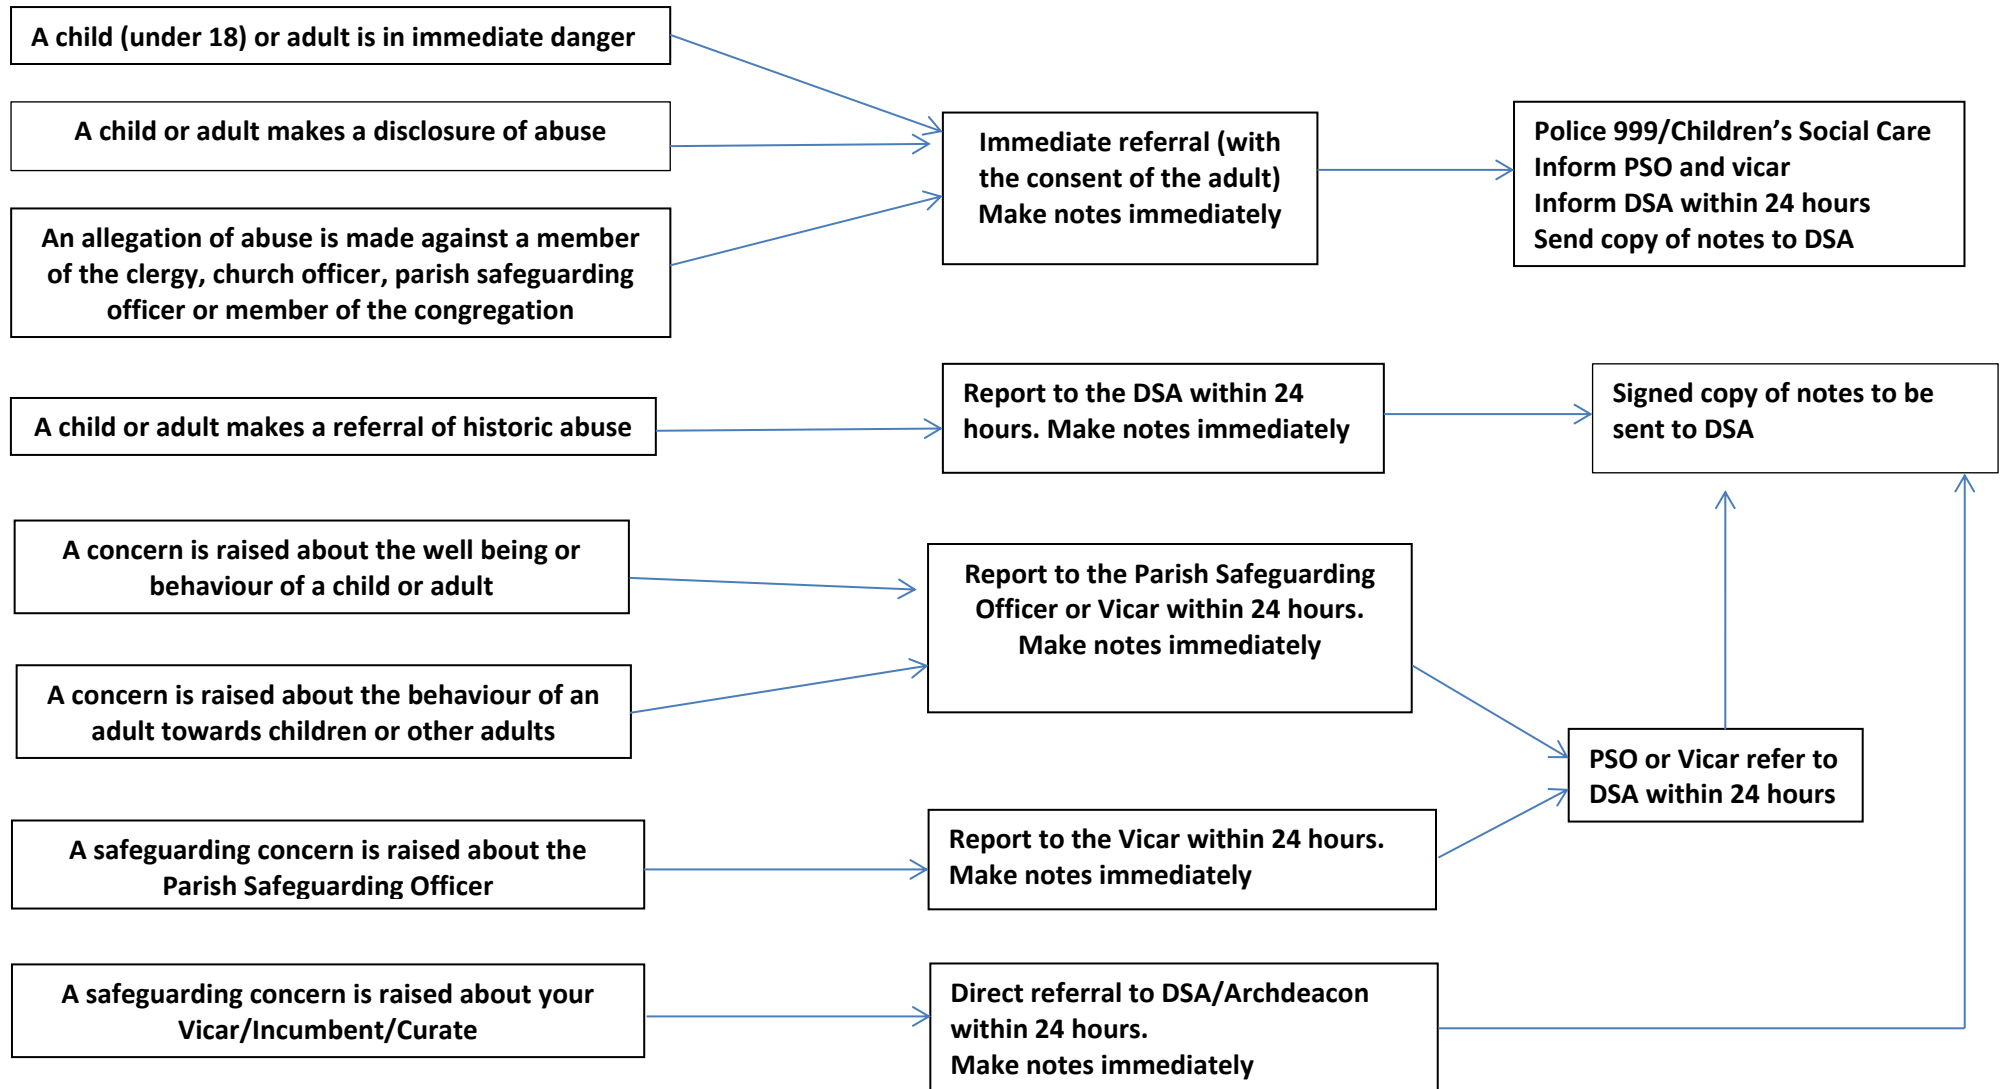 A child (under 18) or adult is in immediate danger
A child or adult makes a disclosure of abuse
An allegation of abuse is made against a member
of the clergy, church officer, parish safeguarding
officer or member of the congregation
Immediate referral (with
the consent of the adult)
Make notes immediately
Police 999/Children’s Social Care
Inform PSO and vicar
Inform DSA within 24 hours
Send copy of notes to DSA
A child or adult makes a referral of historic abuse
Report to the DSA within 24
hours. Make notes immediately
Signed copy of notes to be
sent to DSA
A concern is raised about the well being or
behaviour of a child or adult
A concern is raised about the behaviour of an
adult towards children or other adults
Report to the Parish Safeguarding
Officer or Vicar within 24 hours.
Make notes immediately
PSO or Vicar refer to
DSA within 24 hours
A safeguarding concern is raised about the
Parish Safeguarding Officer
Report to the Vicar within 24 hours.
Make notes immediately
A safeguarding concern is raised about your
Vicar/Incumbent/Curate
Direct referral to DSA/Archdeacon
within 24 hours.
Make notes immediately